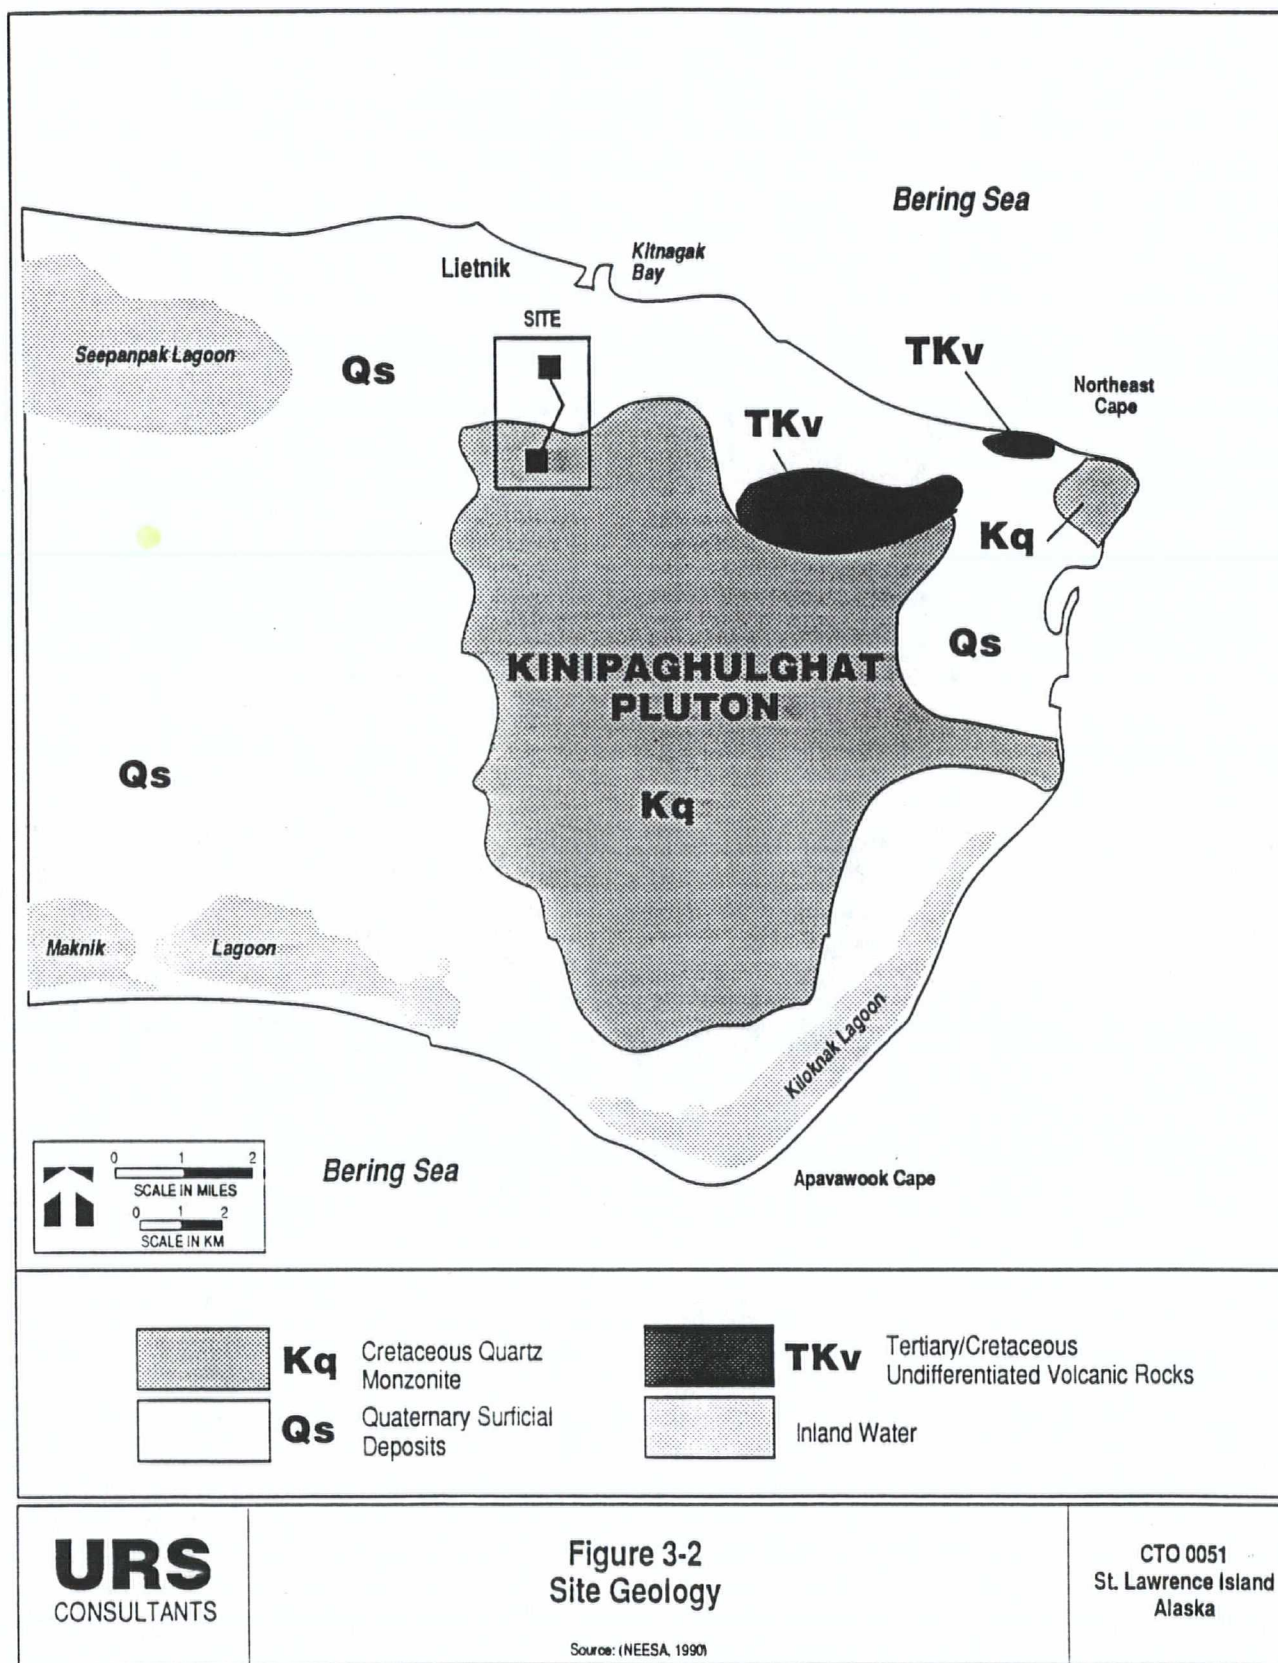 Bering Sea
Lietnik
Kitnagak
Bay
SITE
Seepanpak Lagoon
Qs
TKv
Northeast
Cape
TKv
Kq
Qs
KINIPAGHULGHAT
PLUTON
Qs
Kq
Maknik
Lagoon
Kiloknak Lagoon
Bering Sea
Apavawook Cape
0 1 2
SCALE IN MILES
0 1 2
SCALE IN KM
Kq
Cretaceous Quartz
Monzonite
TKv
Tertiary/Cretaceous
Undifferentiated Volcanic Rocks
Qs
Quaternary Surficial
Deposits
Inland Water
URS
CONSULTANTS
Figure 3-2
Site Geology
Source: (NEESA, 1990)
CTO 0051
St. Lawrence Island
Alaska